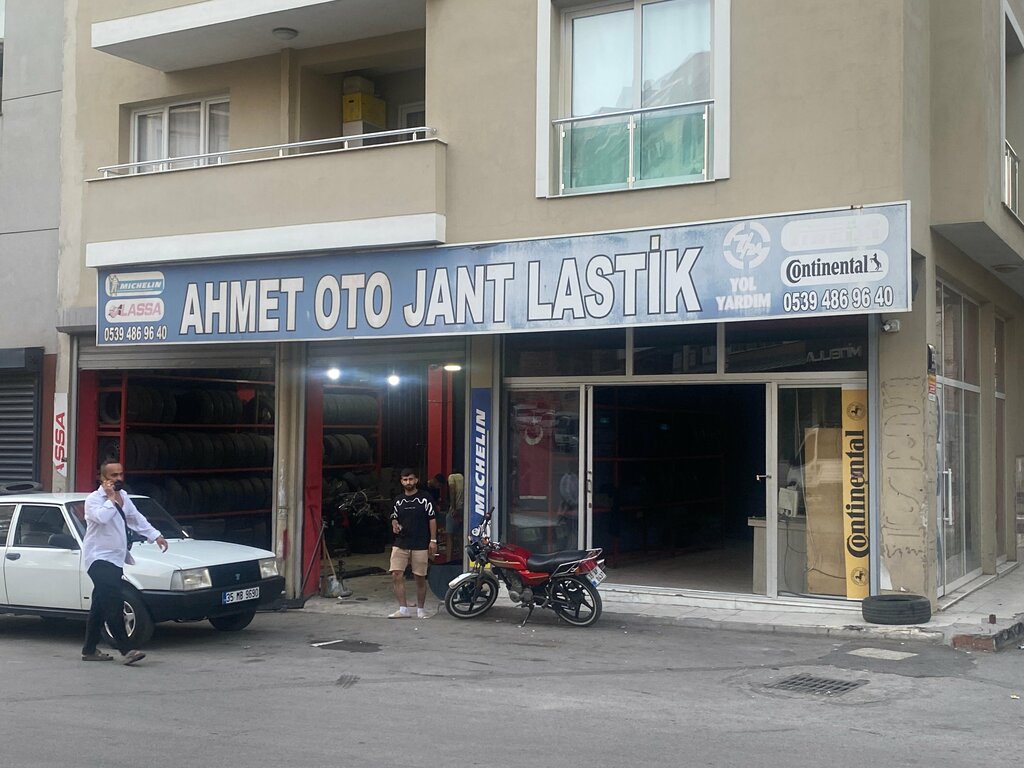 MICHELIN
LASSA
0539 486 96 40
AHMET OTO JANT LASTİK
YOL
YARDIM
Continental
0539 486 96 40
LASSA
MICHELIN
Continental
35 MB 9690